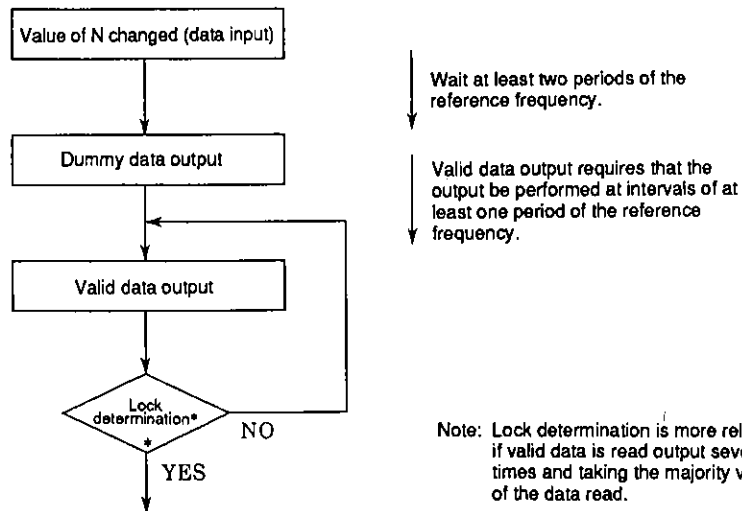 Value of N changed (data input)
Wait at least two periods of the
reference frequency.
Dummy data output
Valid data output requires that the
output be performed at intervals of at
least one period of the reference
frequency.
Valid data output
Lock
determination*
*
NO
YES
Note: Lock determination is more
if valid data is read output
times and taking the majority
of the data read.